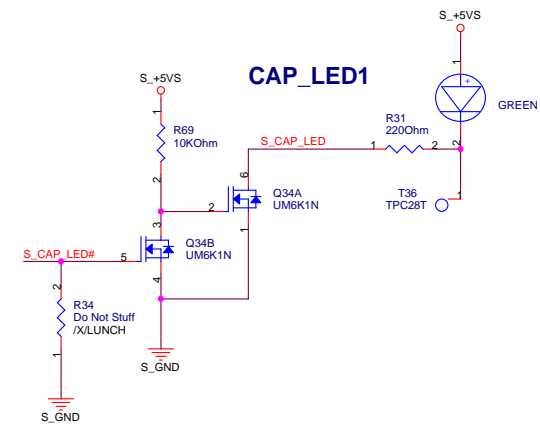 S_+5VS
S_+5VS
CAP_LED1
1
+
GREEN
2
1
R69
10KOhm
2
S_CAP_LED
R31
220Ohm
1
2
6
Q34A
UM6K1N
2
1
T36
TPC28T
1
3
Q34B
UM6K1N
S_CAP_LED#
5
4
2
R34
Do Not Stuff
/X/LUNCH
1
S_GND
S_GND